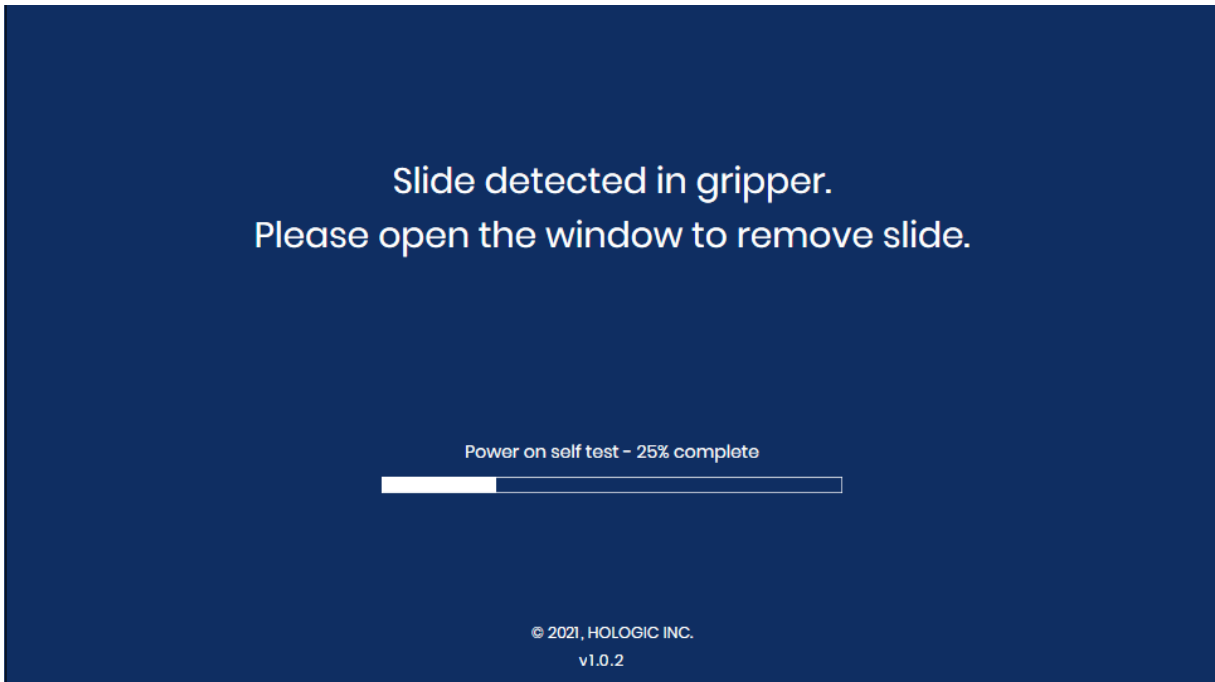 Slide detected in gripper.
Please open the window to remove slide.
Power on self test - 25% complete
© 2021, HOLOGIC INC.
v1.0.2